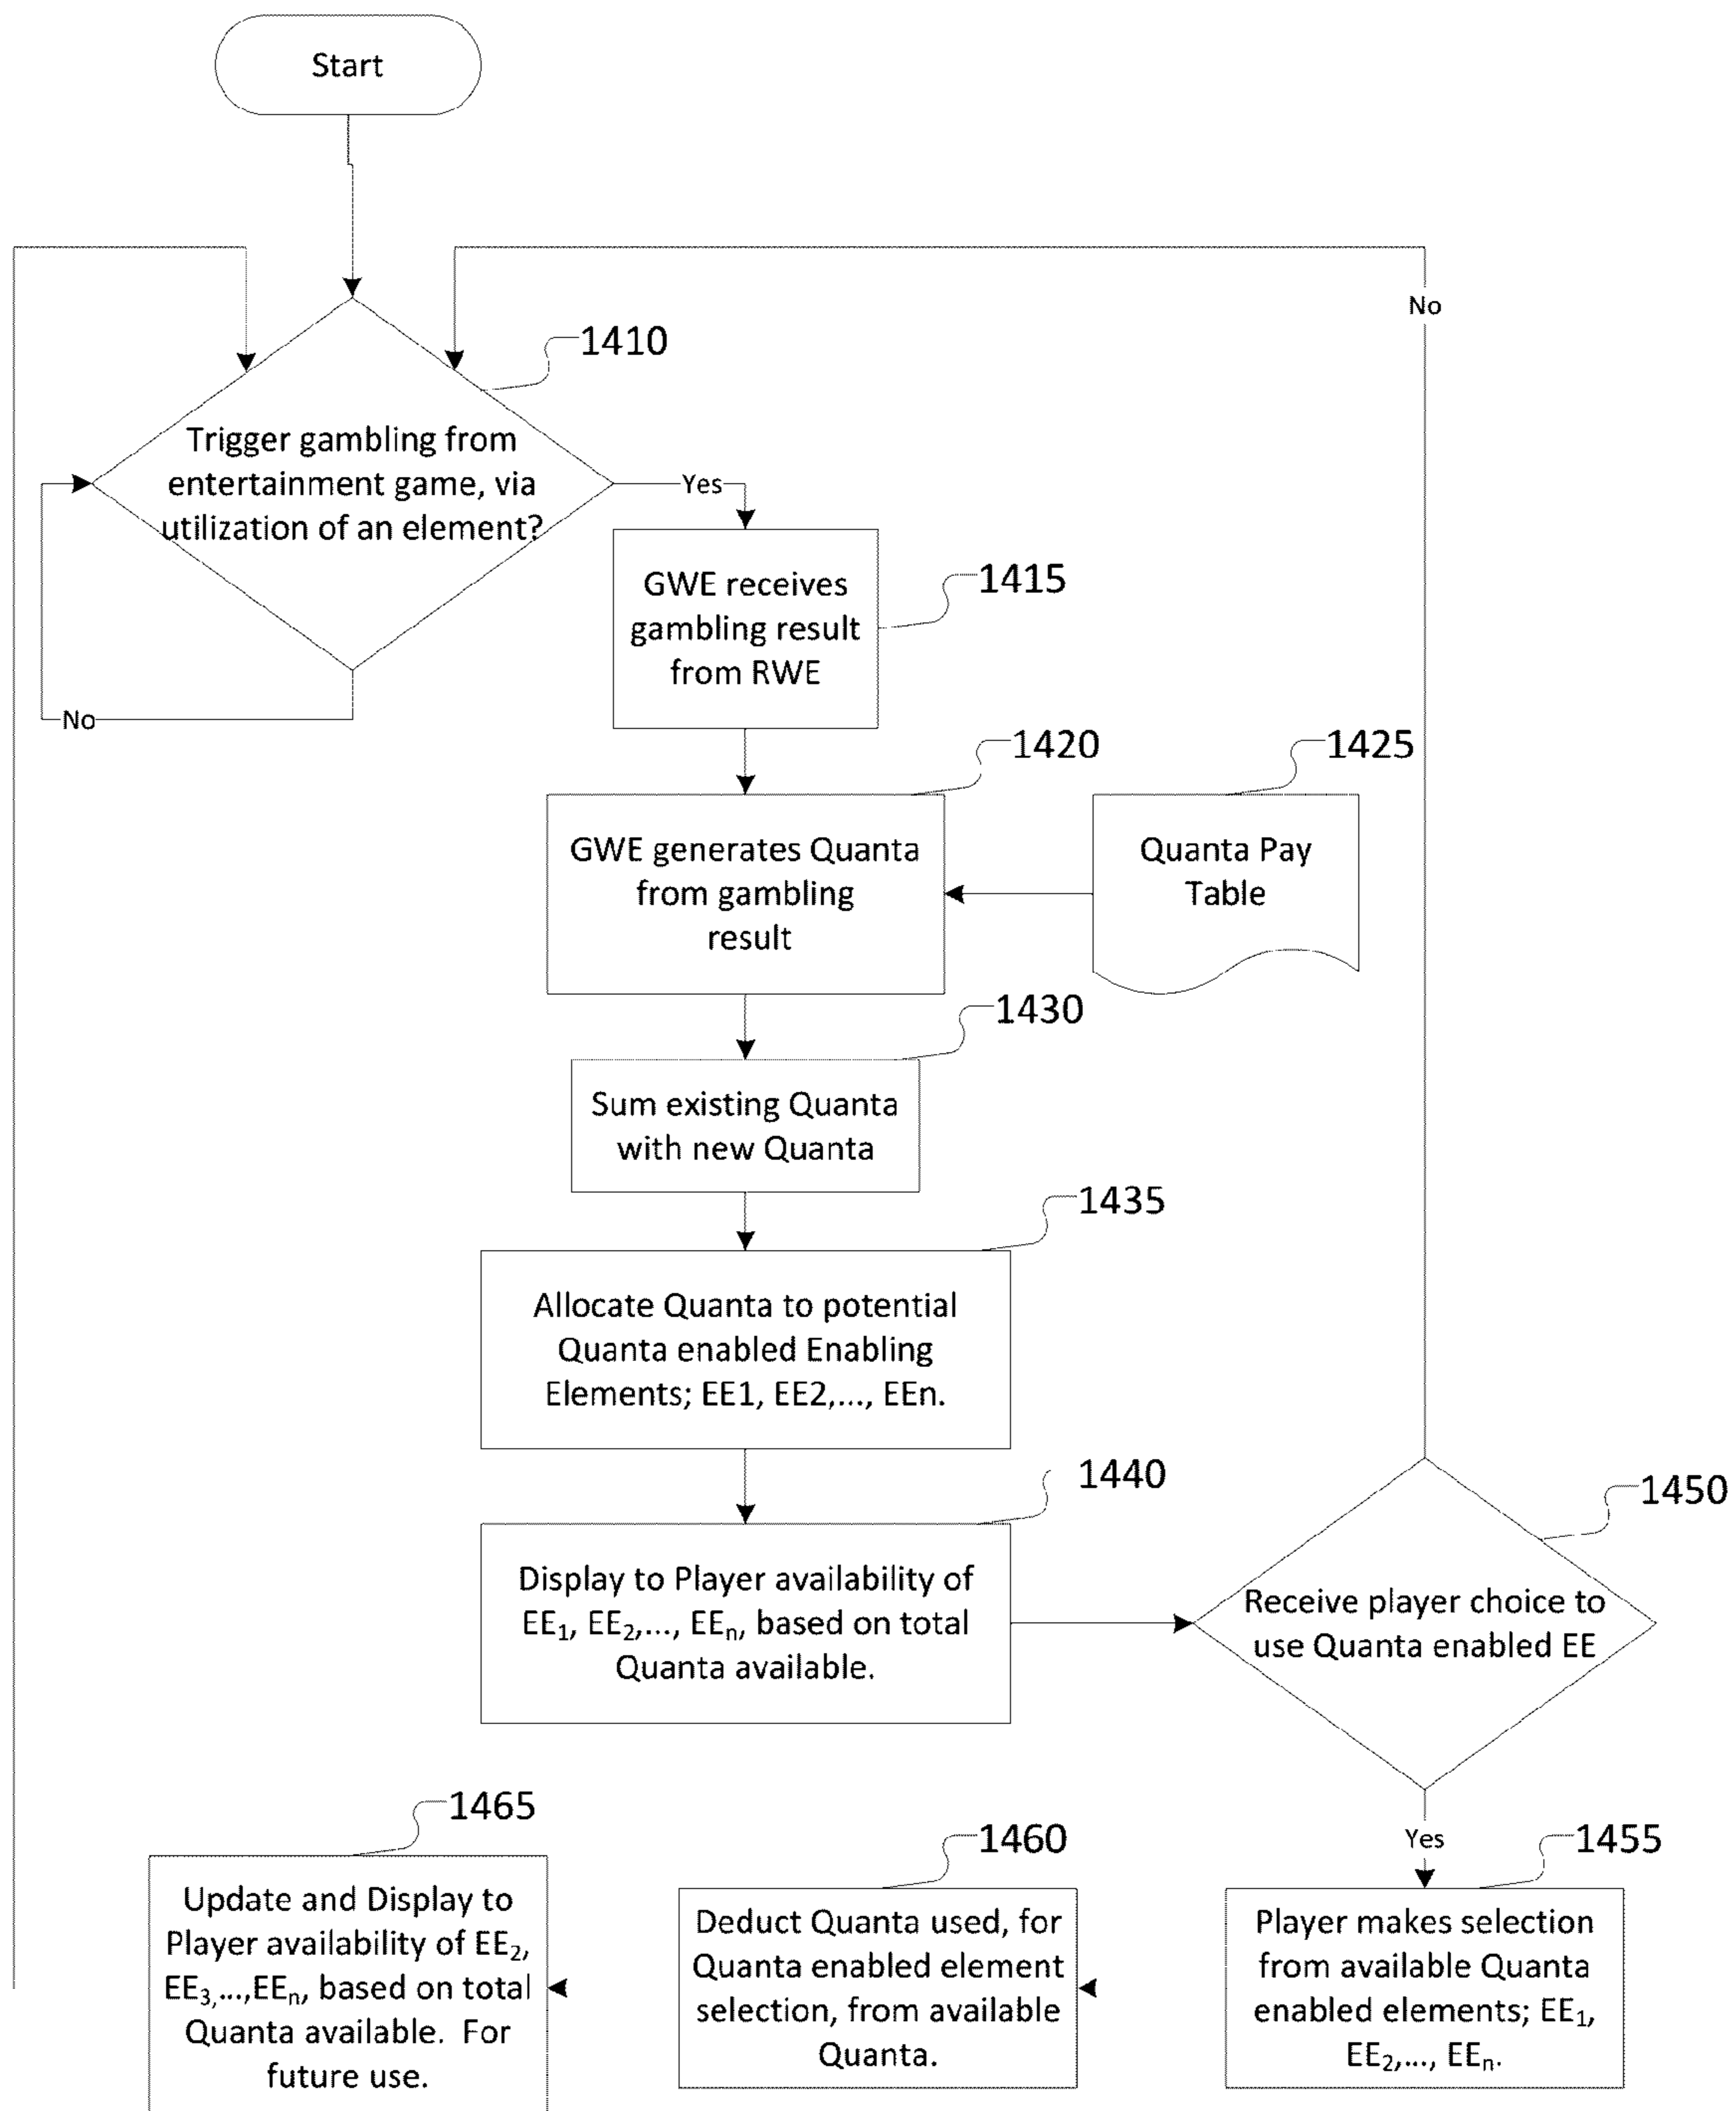 Start
No
1410
Trigger gambling from
entertainment game, via
utilization of an element?
Yes
No
GWE receives
gambling result
from RWE
1415
1420
1425
GWE generates Quanta
from gambling
result
Quanta Pay
Table
1430
Sum existing Quanta
with new Quanta
1435
Allocate Quanta to potential
Quanta enabled Enabling
Elements; EE1, EE2,..., EEn.
1440
1450
Display to Player availability of
EE₁, EE₂,..., EEₙ, based on total
Quanta available.
Receive player choice to
use Quanta enabled EE
Yes
1465
1460
1455
Update and Display to
Player availability of EE₂,
EE₃,...,EEₙ, based on total
Quanta available. For
future use.
Deduct Quanta used, for
Quanta enabled element
selection, from available
Quanta.
Player makes selection
from available Quanta
enabled elements; EE₁,
EE₂,..., EEₙ.